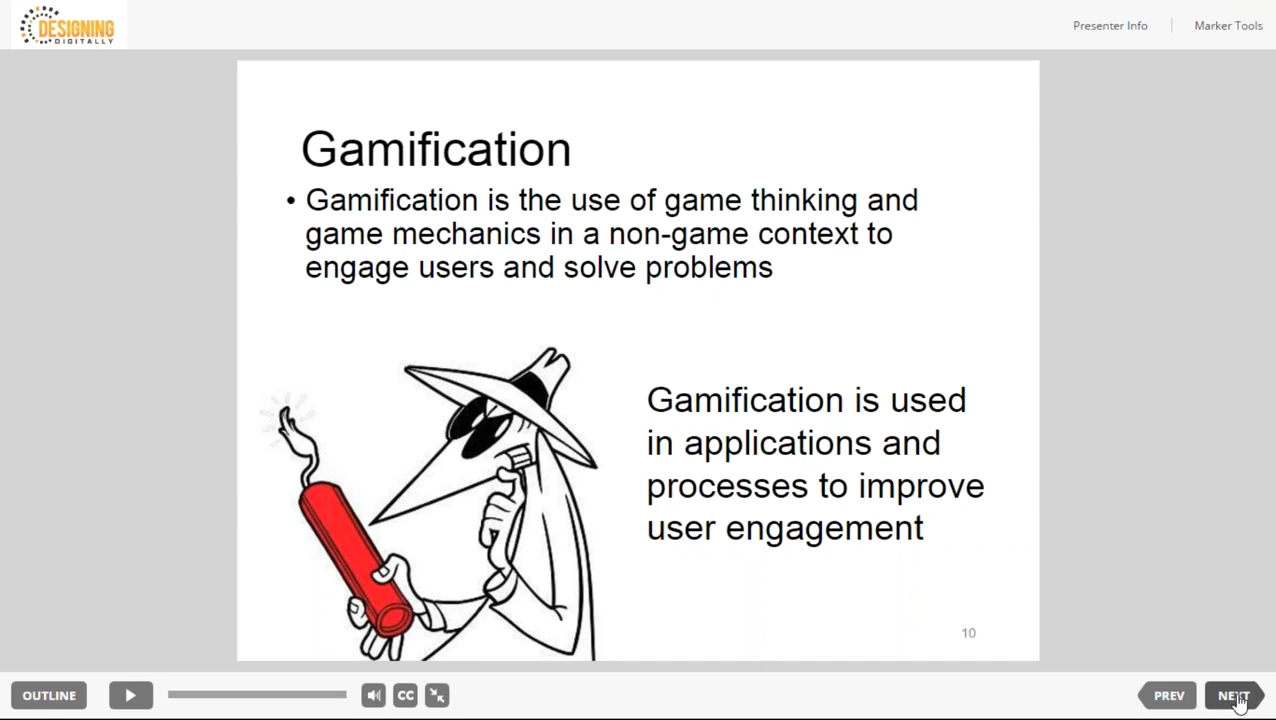 DESIGNING
DIGITALLY
Presenter Info
Marker Tools
Gamification
• Gamification is the use of game thinking and
game mechanics in a non-game context to
engage users and solve problems
Gamification is used
in applications and
processes to improve
user engagement
10
OUTLINE
CC
PREV
NEXT